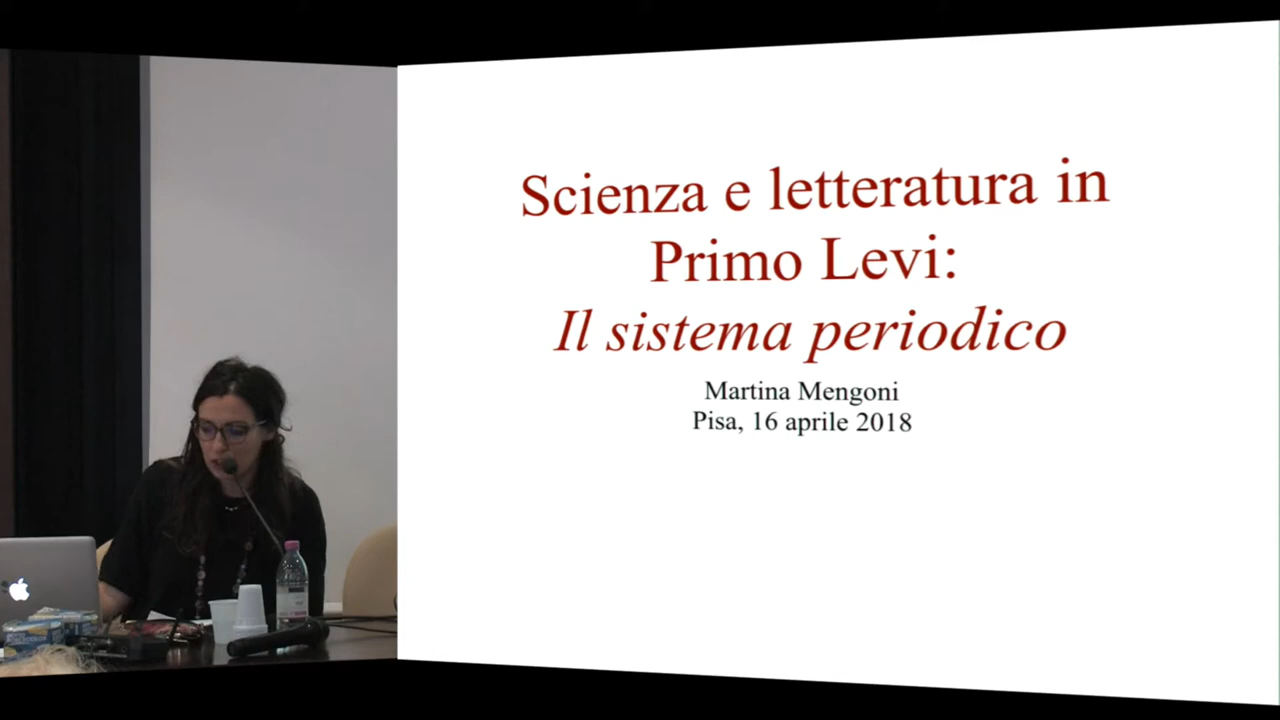 Scienza e letteratura in
Primo Levi:
Il sistema periodico
Martina Mengoni
Pisa, 16 aprile 2018